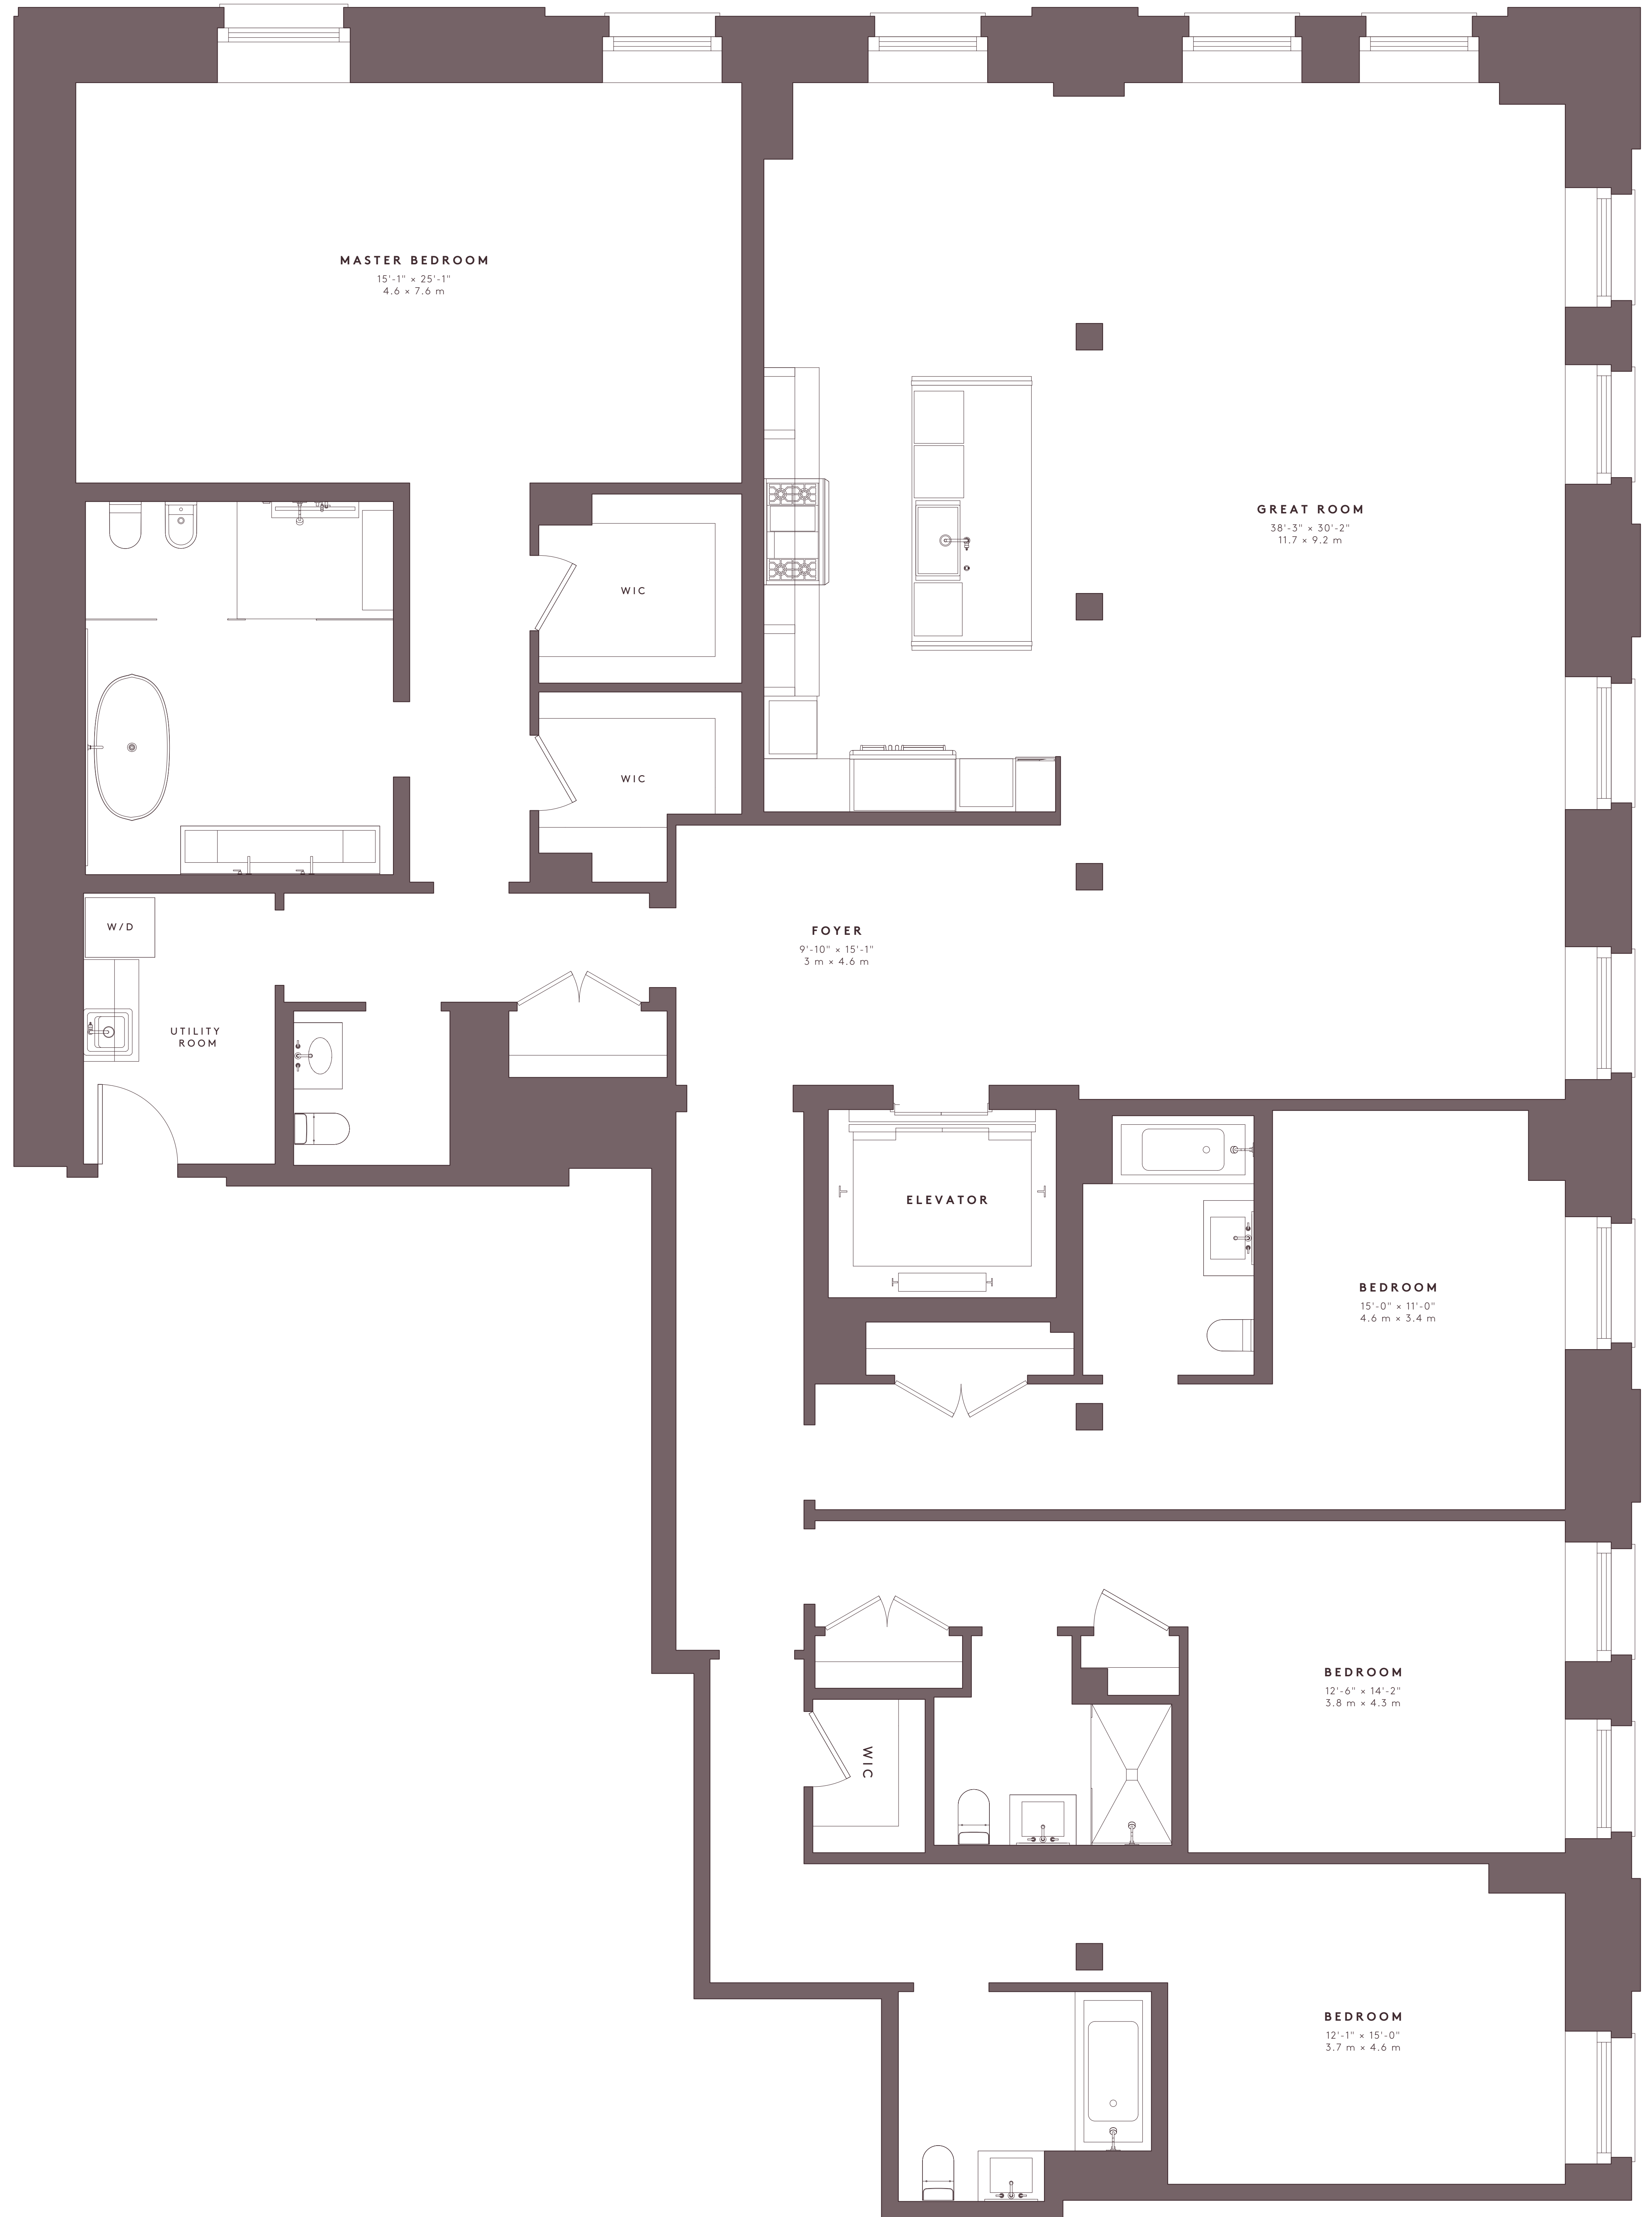 MASTER BEDROOM
15'-1" × 25'-1"
4.6 × 7.6 m
GREAT ROOM
38'-3" × 30'-2"
11.7 × 9.2 m
WIC
WIC
W/D
FOYER
9'-10" × 15'-1"
3 m × 4.6 m
UTILITY
ROOM
ELEVATOR
BEDROOM
15'-0" × 11'-0"
4.6 m × 3.4 m
BEDROOM
12'-6" × 14'-2"
3.8 m × 4.3 m
WIC
BEDROOM
12'-1" × 15'-0"
3.7 m × 4.6 m